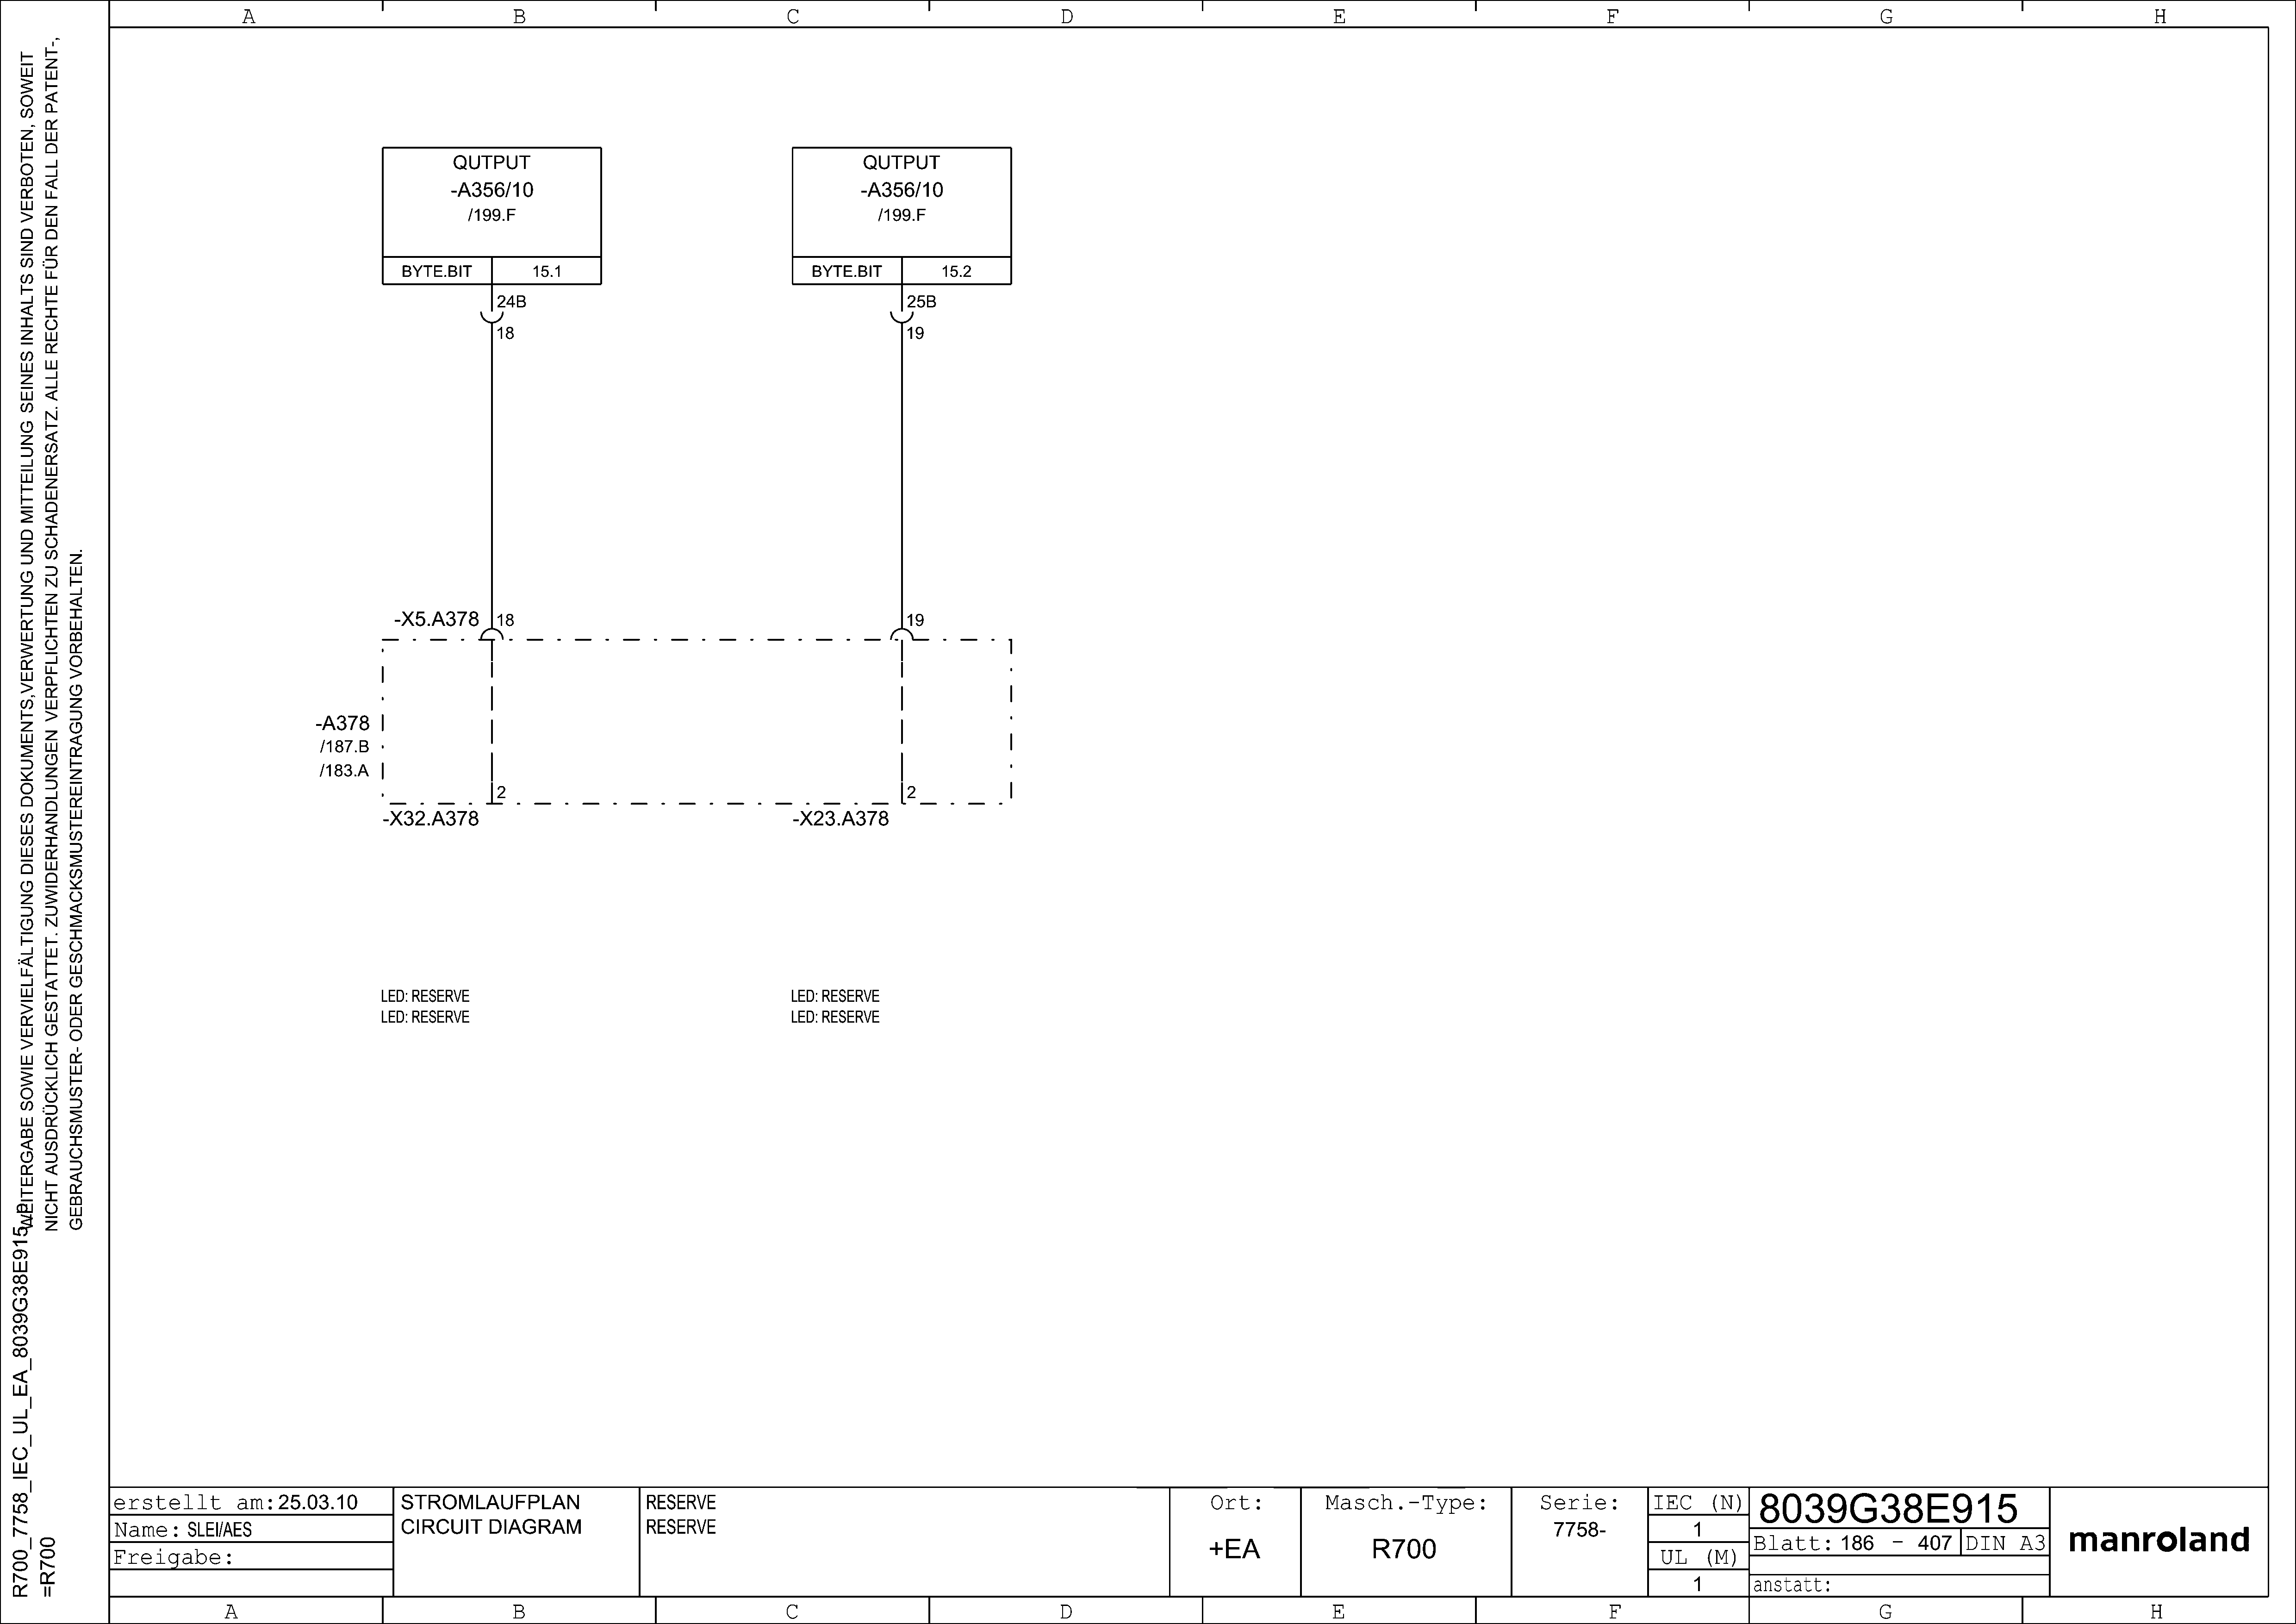 A B C D E F G H
WEITERGABE SOWIE VERVIELFÄLTIGUNG DIESES DOKUMENTS,VERWERTUNG UND MITTEILUNG SEINES INHALTS SIND VERBOTEN, SOWEIT
NICHT AUSDRÜCKLICH GESTATTET. ZUWIDERHANDLUNGEN VERPFLICHTEN ZU SCHADENERSATZ. ALLE RECHTE FÜR DEN FALL DER PATENT-,
GEBRAUCHSMUSTER- ODER GESCHMACKSMUSTEREINTRAGUNG VORBEHALTEN.
R700_7758_IEC_UL_EA_8039G38E915_
=R700
QUTPUT QUTPUT
-A356/10 -A356/10
/199.F /199.F
BYTE.BIT 15.1 BYTE.BIT 15.2
24B 25B
18 19
-X5.A378 18 19
-A378
/187.B
/183.A
2 2
-X32.A378 -X23.A378
LED: RESERVE LED: RESERVE
LED: RESERVE LED: RESERVE
erstellt am: 25.03.10
Name: SLEI/AES
Freigabe:
STROMLAUFPLAN
CIRCUIT DIAGRAM
RESERVE
RESERVE
Ort:
+EA
Masch.-Type:
R700
Serie:
7758-
IEC (N)
1
UL (M)
1
8039G38E915
Blatt: 186 - 407 DIN A3
anstatt:
manroland
A B C D E F G H